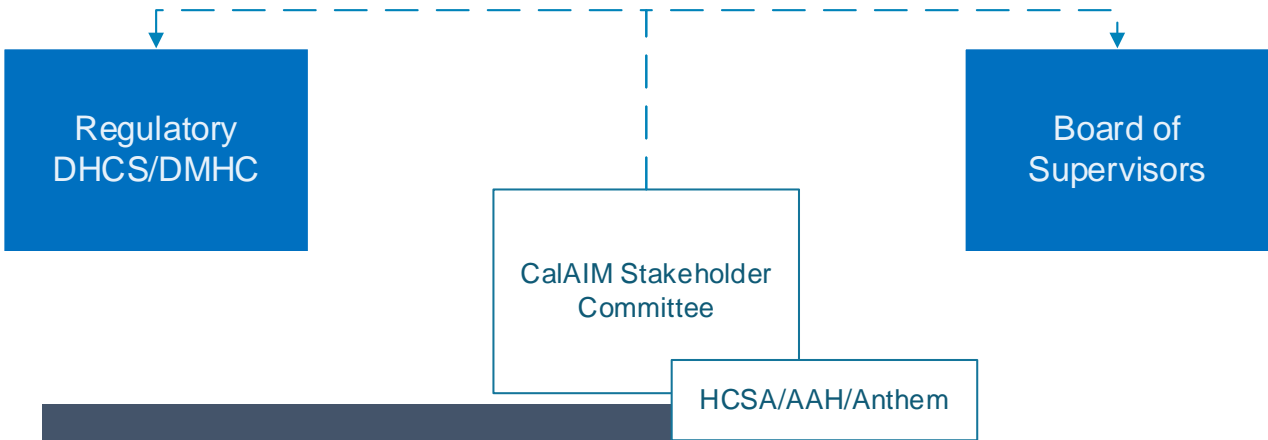 Regulatory
DHCS/DMHC
Board of
Supervisors
CalAIM Stakeholder
Committee
HCSA/AAH/Anthem